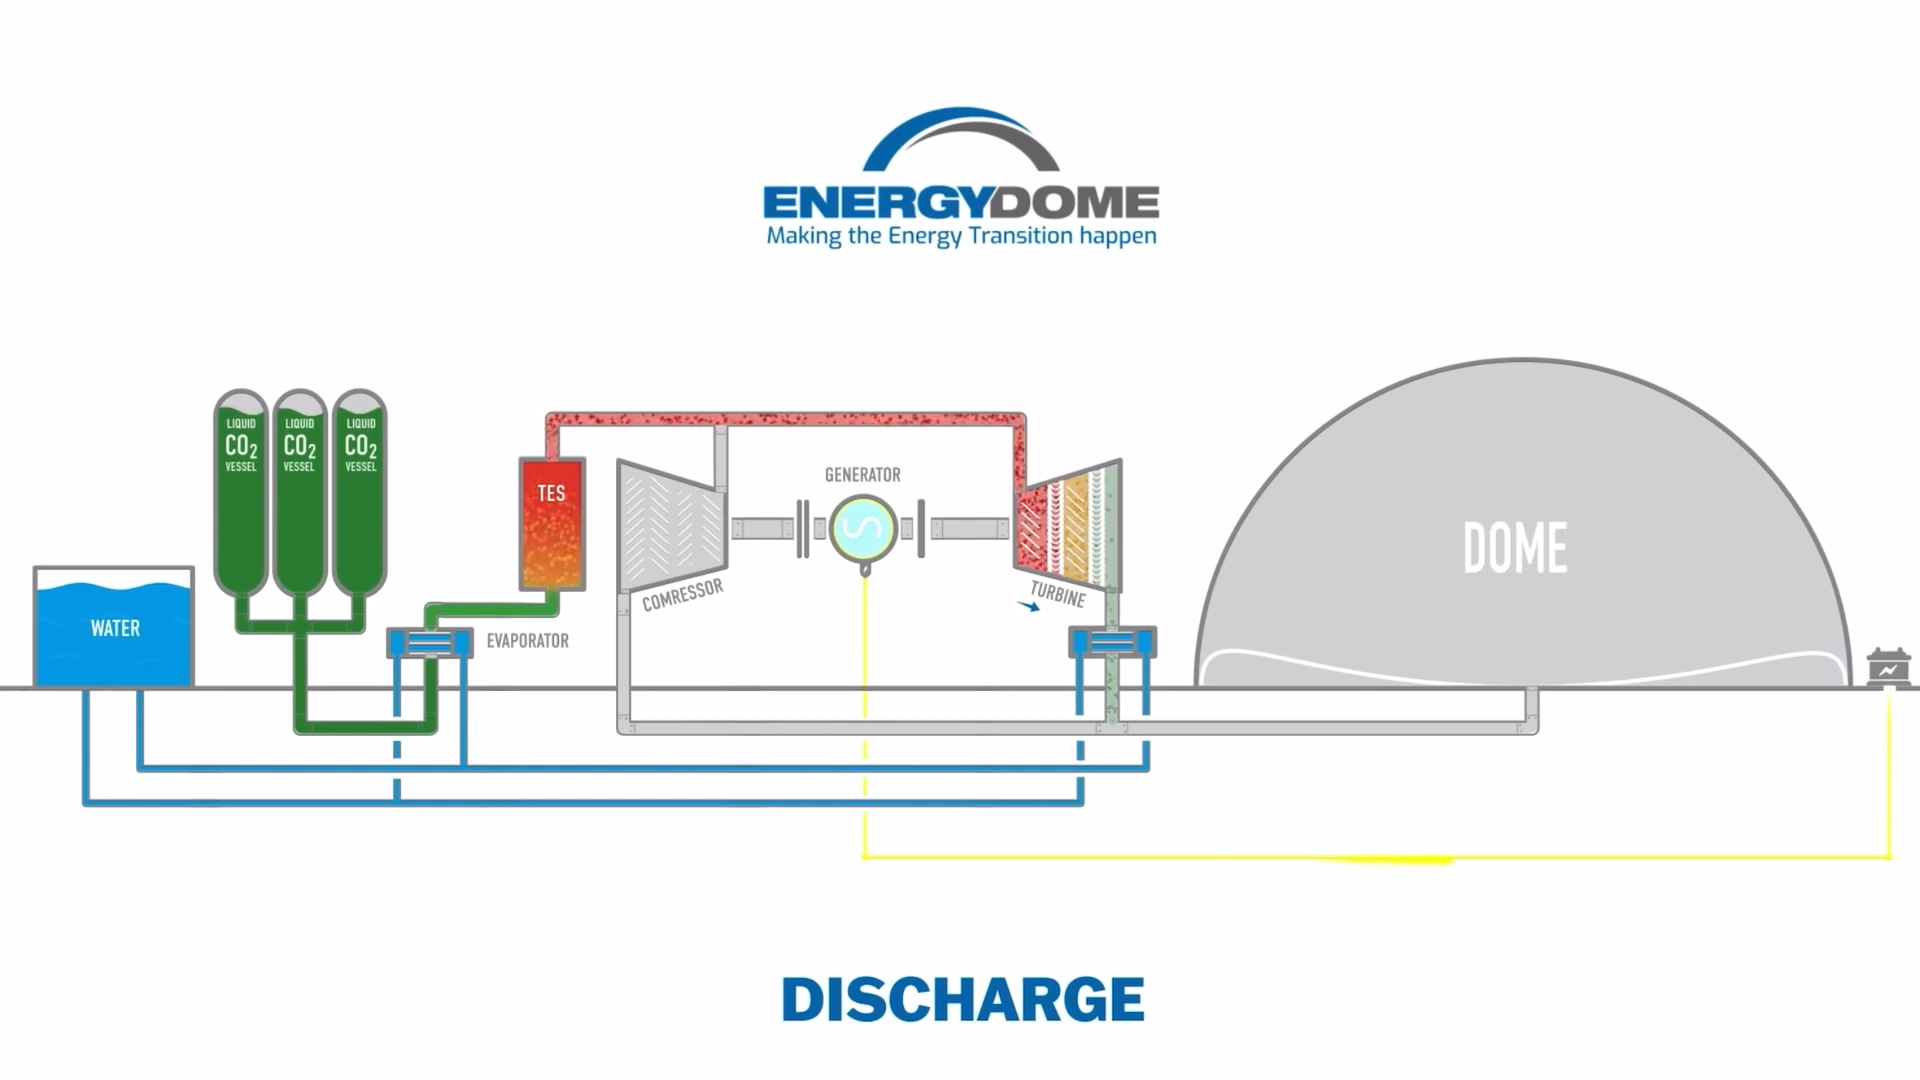 ENERGYDOME
Making the Energy Transition happen
LIQUID
CO2
VESSEL
LIQUID
CO2
VESSEL
LIQUID
CO2
VESSEL
WATER
TES
EVAPORATOR
COMRESSOR
GENERATOR
TURBINE
DOME
DISCHARGE